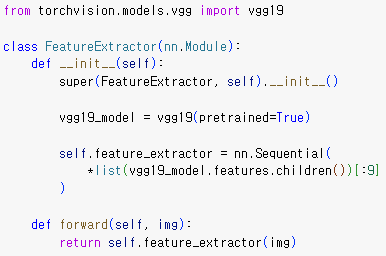 from torchvision.models.vgg import vgg19
class FeatureExtractor(nn.Module):
def __init__(self):
super(FeatureExtractor, self).__init__()
vgg19_model = vgg19(pretrained=True)
self.feature_extractor = nn.Sequential(
*list(vgg19_model.features.children())[:9]
)
def forward(self, img):
return self.feature_extractor(img)